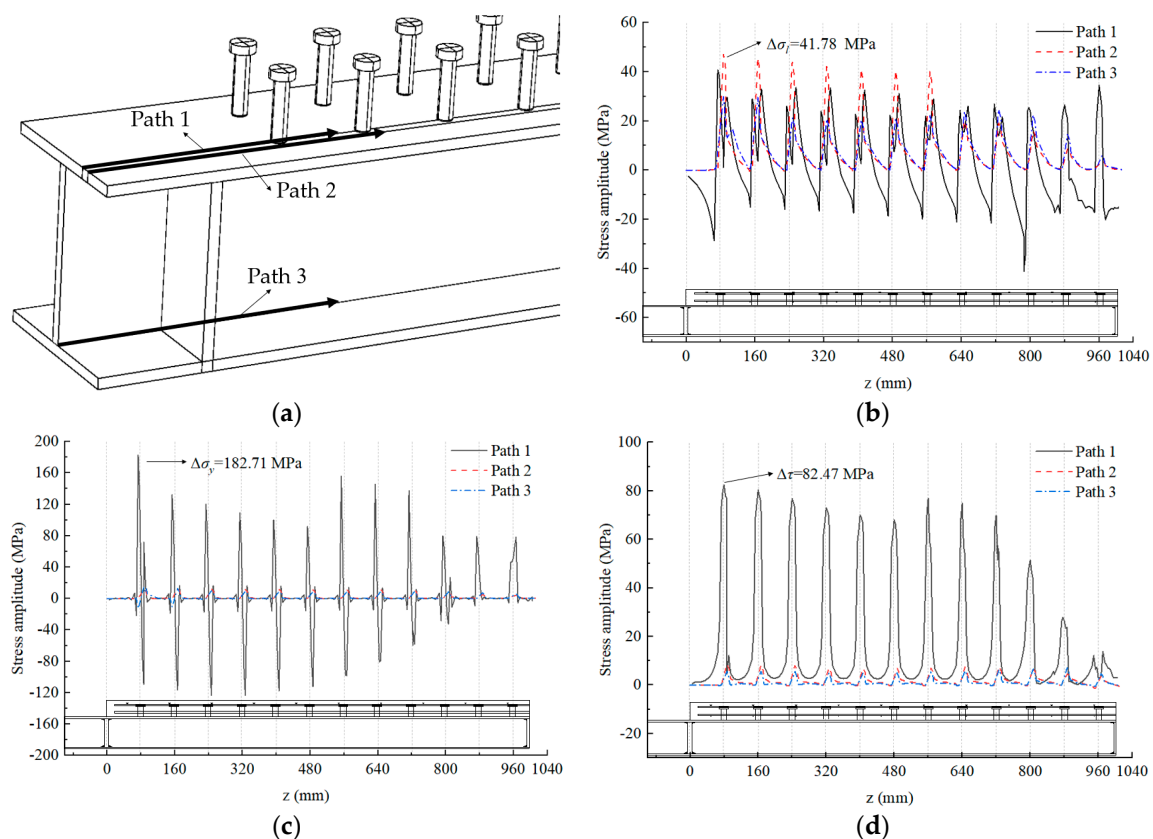 Path 1
Path 2
Path 3
(a)
Δσl=41.78 MPa
Path 1
Path 2
Path 3
Stress amplitude (MPa)
60
40
20
0
-20
-40
-70
0 160 320 480 640 800 960 1040
z (mm)
(b)
Δσy=182.71 MPa
Path 1
Path 2
Path 3
Stress amplitude (MPa)
200
160
120
80
40
0
-40
-80
-120
-160
-200
0 160 320 480 640 800 960 1040
z (mm)
(c)
Δτ=82.47 MPa
Path 1
Path 2
Path 3
Stress amplitude (MPa)
100
80
60
40
20
0
-20
0 160 320 480 640 800 960 1040
z (mm)
(d)